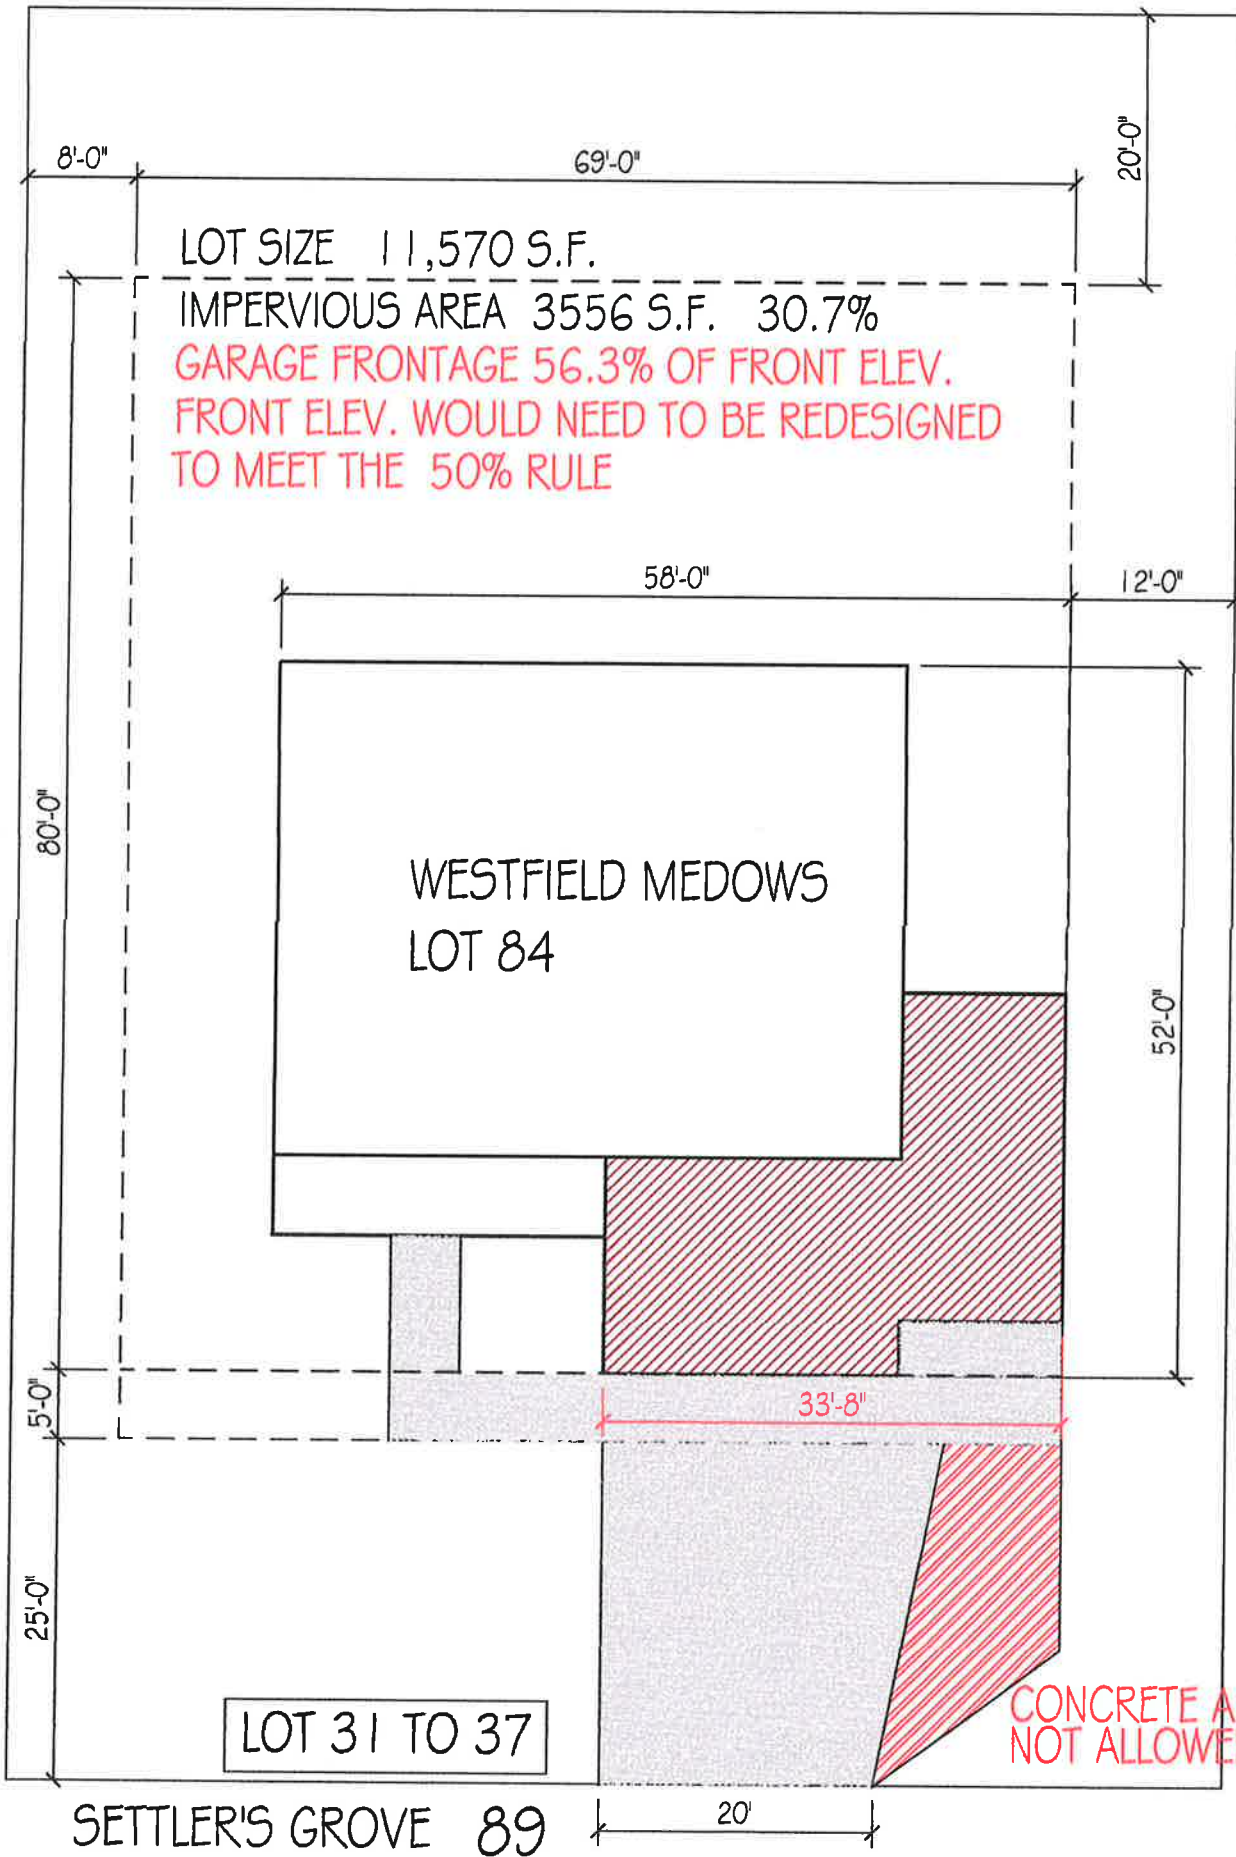 20'-0"
8'-0"
69'-0"
LOT SIZE 11,570 S.F.
IMPERVIOUS AREA 3556 S.F. 30.7%
GARAGE FRONTAGE 56.3% OF FRONT ELEV.
FRONT ELEV. WOULD NEED TO BE REDESIGNED
TO MEET THE 50% RULE
58'-0"
12'-0"
80'-0"
WESTFIELD MEDOWS
LOT 84
52'-0"
5'-0"
33'-8"
25'-0"
CONCRETE A
NOT ALLOWE
LOT 31 TO 37
SETTLER'S GROVE 89
20'